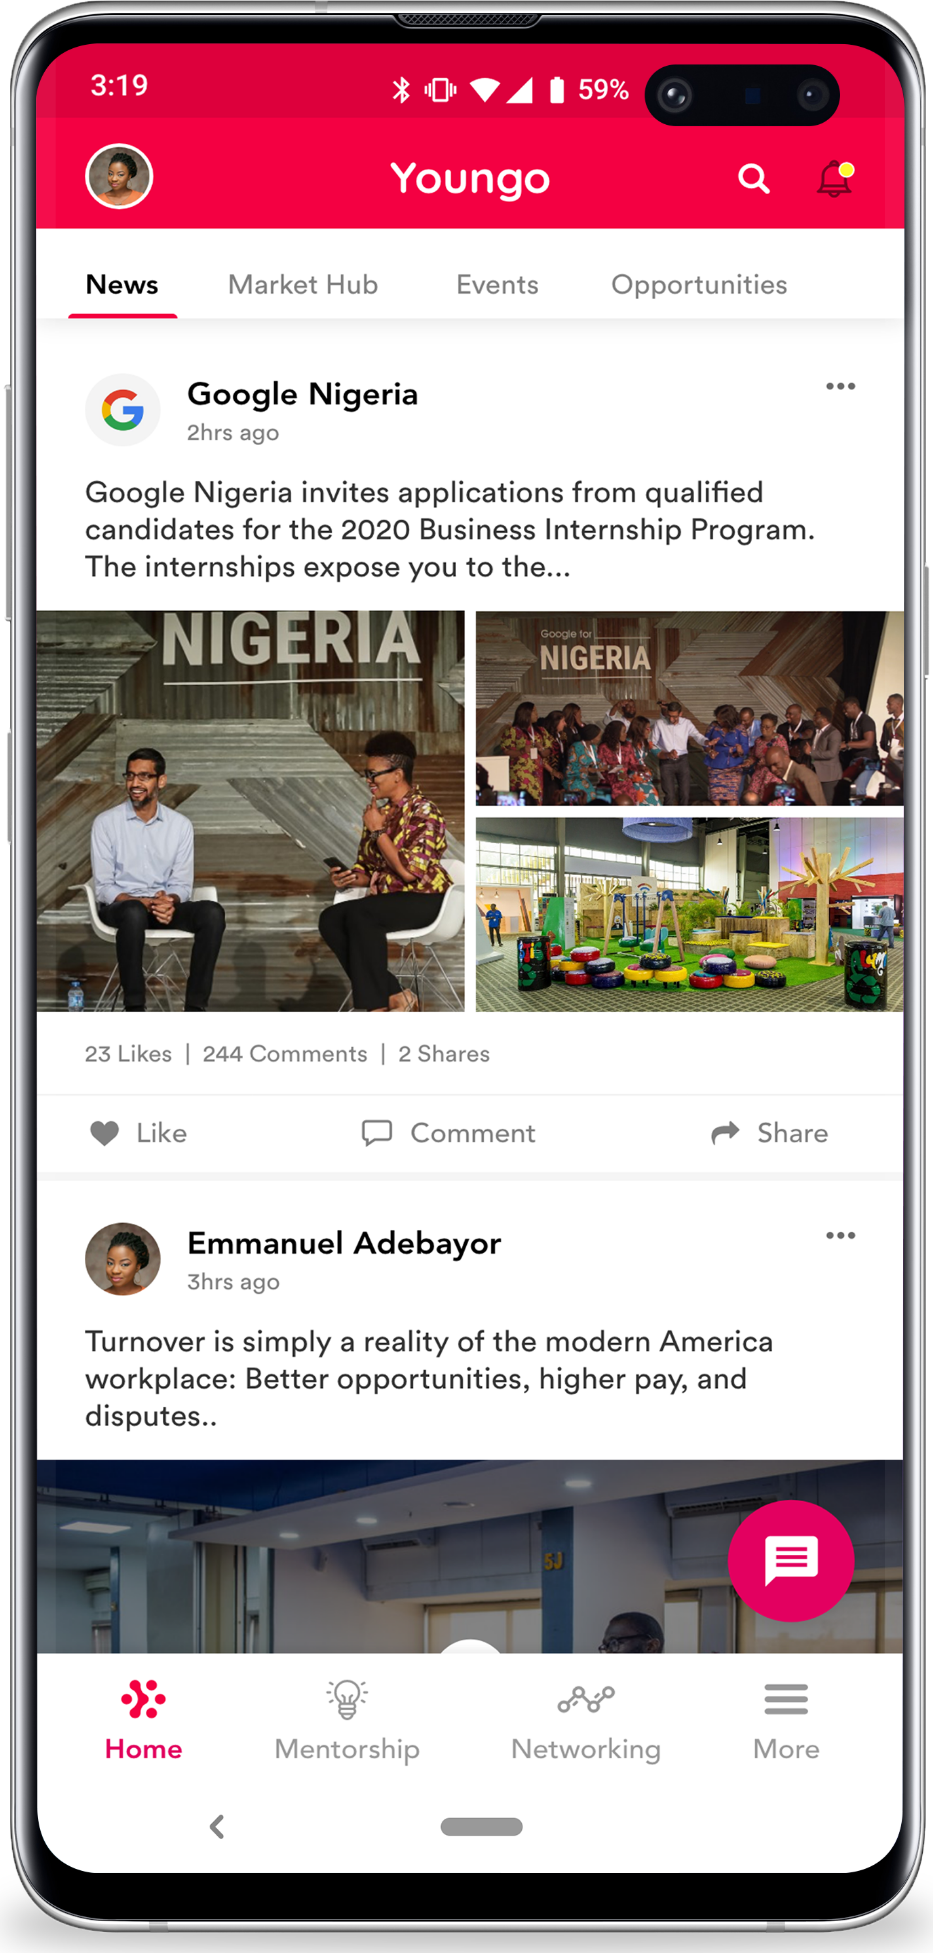 3:19
59%
Youngo
News
Market Hub
Events
Opportunities
Google Nigeria
2hrs ago
Google Nigeria invites applications from qualified
candidates for the 2020 Business Internship Program.
The internships expose you to the...
NIGERIA
Google for
NIGERIA
23 Likes | 244 Comments | 2 Shares
Like
Comment
Share
Emmanuel Adebayor
3hrs ago
Turnover is simply a reality of the modern America
workplace: Better opportunities, higher pay, and
disputes..
5J
Home
Mentorship
Networking
More